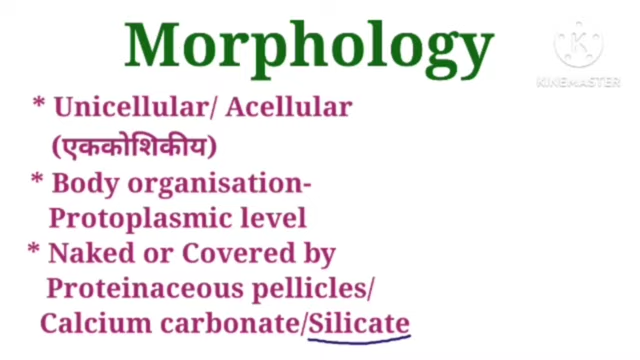 Morphology
KINEMASTER
* Unicellular/ Acellular
(एककोशिकीय)
* Body organisation-
Protoplasmic level
* Naked or Covered by
Proteinaceous pellicles/
Calcium carbonate/Silicate